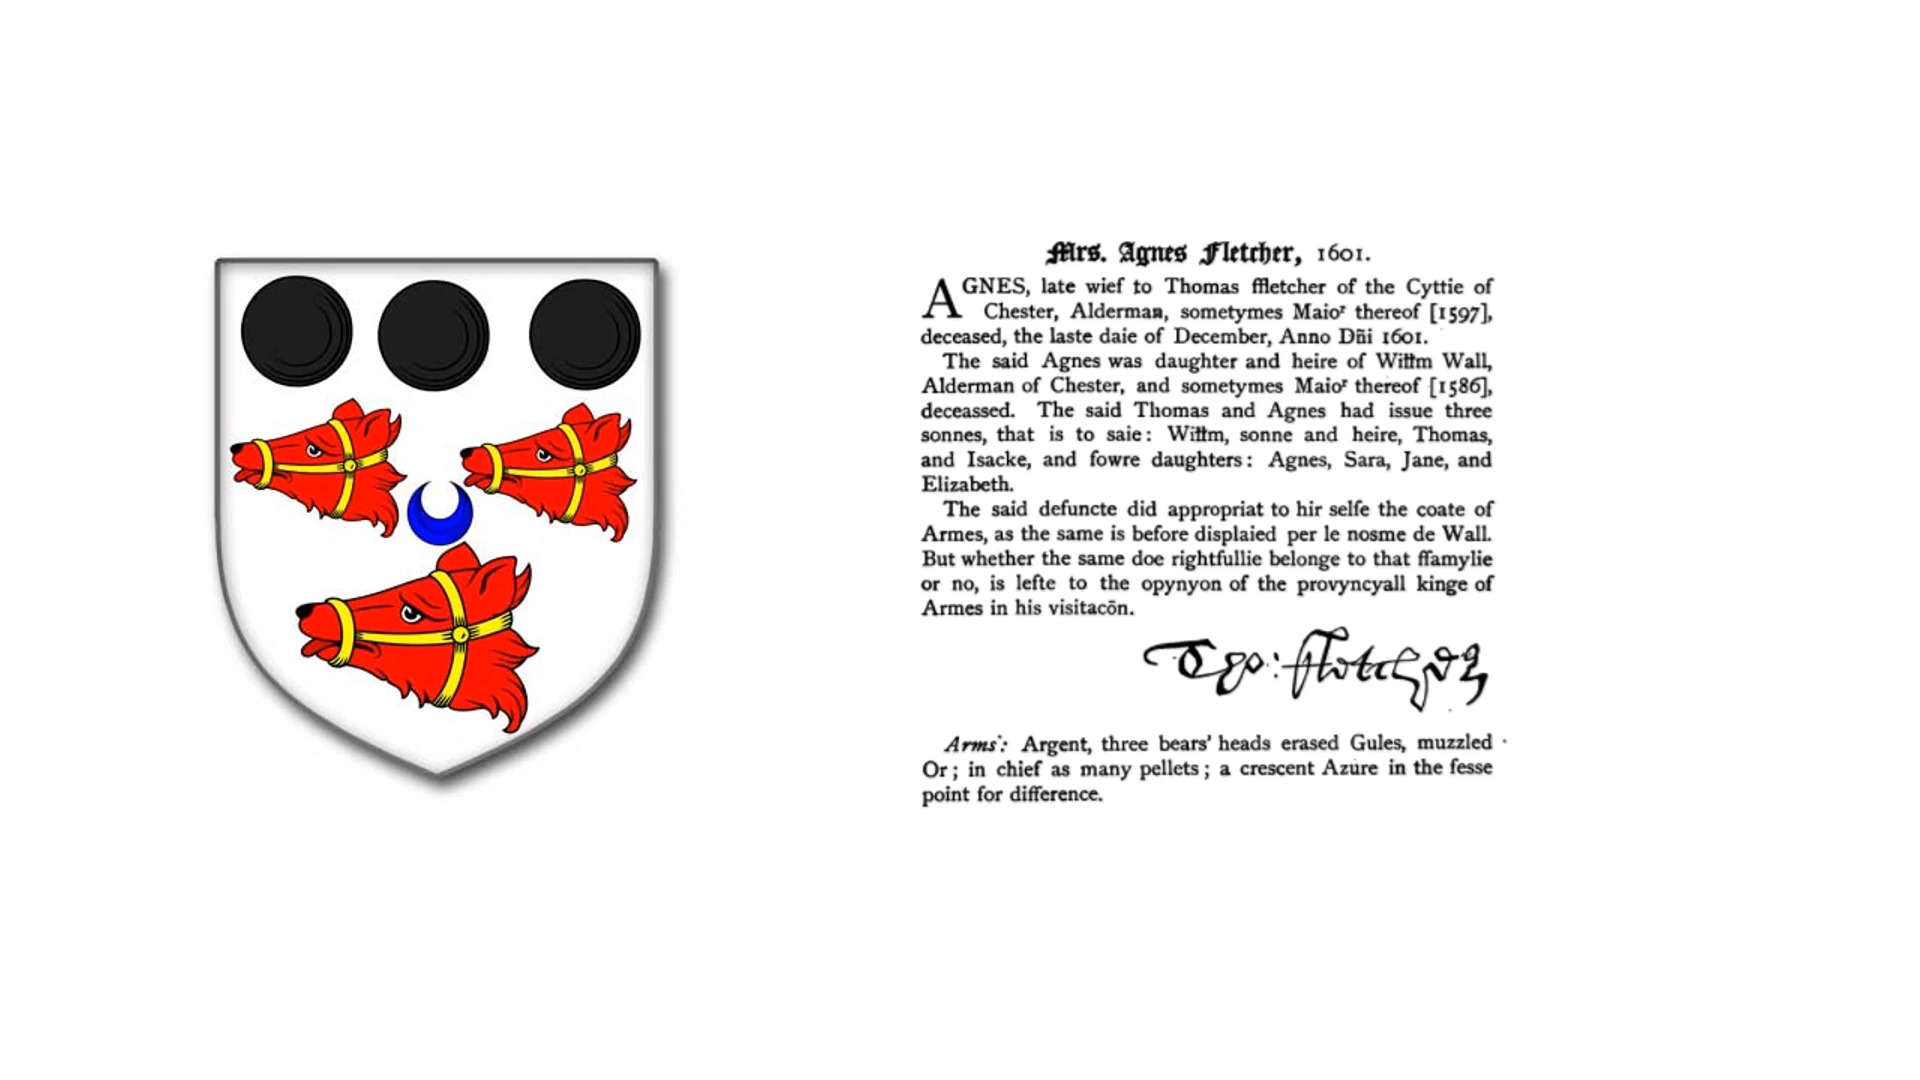 Mrs. Agnes Fletcher, 1601.
AGNES, late wief to Thomas ffletcher of the Cyttie of
Chester, Alderman, sometymes Maioʳ thereof [1597],
deceased, the laste daie of December, Anno Dñi 1601.
The said Agnes was daughter and heire of Witt̄m Wall,
Alderman of Chester, and sometymes Maioʳ thereof [1586],
deceassed. The said Thomas and Agnes had issue three
sonnes, that is to saie: Witt̄m, sonne and heire, Thomas,
and Isacke, and fowre daughters: Agnes, Sara, Jane, and
Elizabeth.
The said defuncte did appropriat to hir selfe the coate of
Armes, as the same is before displaied per le nosme de Wall.
But whether the same doe rightfullie belonge to that ffamylie
or no, is lefte to the opynyon of the provyncyall kinge of
Armes in his visitacōn.
Tho: ffletcher
Arms: Argent, three bears' heads erased Gules, muzzled
Or; in chief as many pellets; a crescent Azure in the fesse
point for difference.